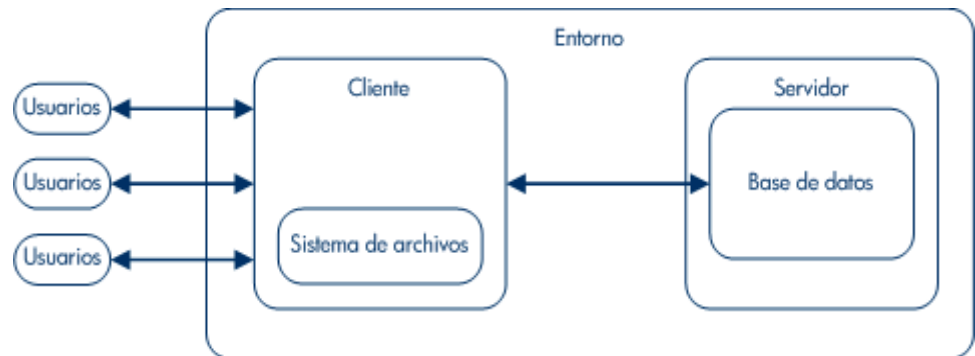 Entorno
Cliente
Servidor
Usuarios
Usuarios
Usuarios
Sistema de archivos
Base de datos